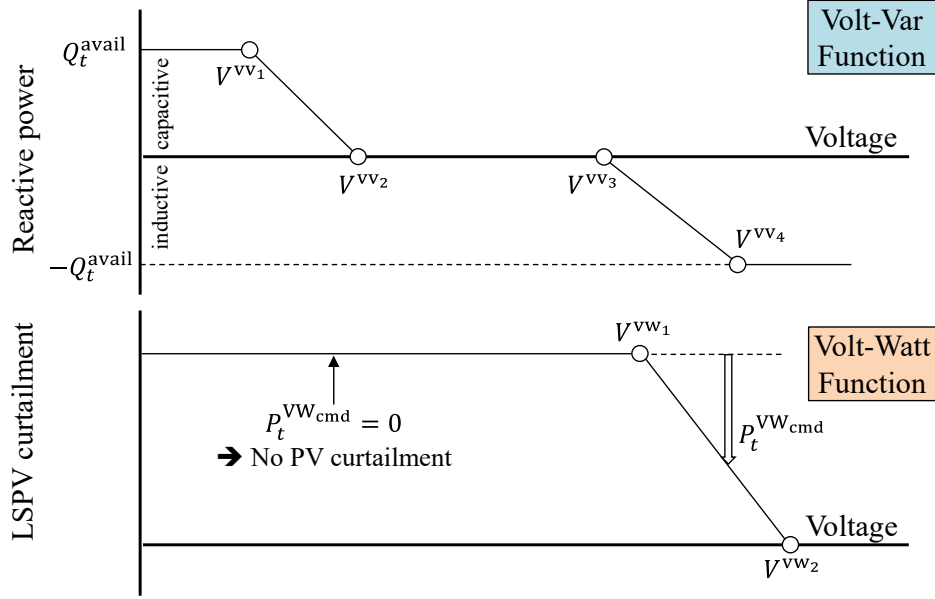 Volt-Var
Function
Q_t^avail
V^vv1
capacitive
Reactive power
Voltage
V^vv2
V^vv3
inductive
V^vv4
−Q_t^avail
V^vw1
Volt-Watt
Function
LSPV curtailment
P_t^VWcmd = 0
➔ No PV curtailment
P_t^VWcmd
Voltage
V^vw2